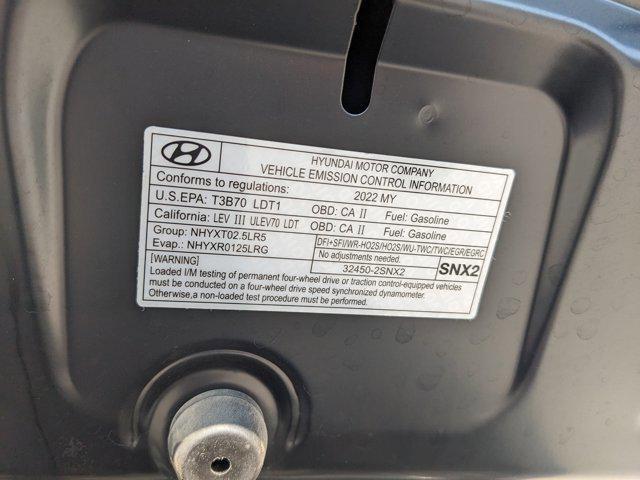 HYUNDAI MOTOR COMPANY
VEHICLE EMISSION CONTROL INFORMATION
Conforms to regulations: 2022 MY
U.S.EPA: T3B70 LDT1 OBD: CA II Fuel: Gasoline
California: LEV III ULEV70 LDT OBD: CA II Fuel: Gasoline
Group: NHYXT02.5LR5 DFI+SFI/WR-HO2S/HO2S/WU-TWC/TWC/EGR/EGRC
Evap.: NHYXR0125LRG No adjustments needed.
[WARNING] 32450-2SNX2 SNX2
Loaded I/M testing of permanent four-wheel drive or traction control-equipped vehicles
must be conducted on a four-wheel drive speed synchronized dynamometer.
Otherwise,a non-loaded test procedure must be performed.